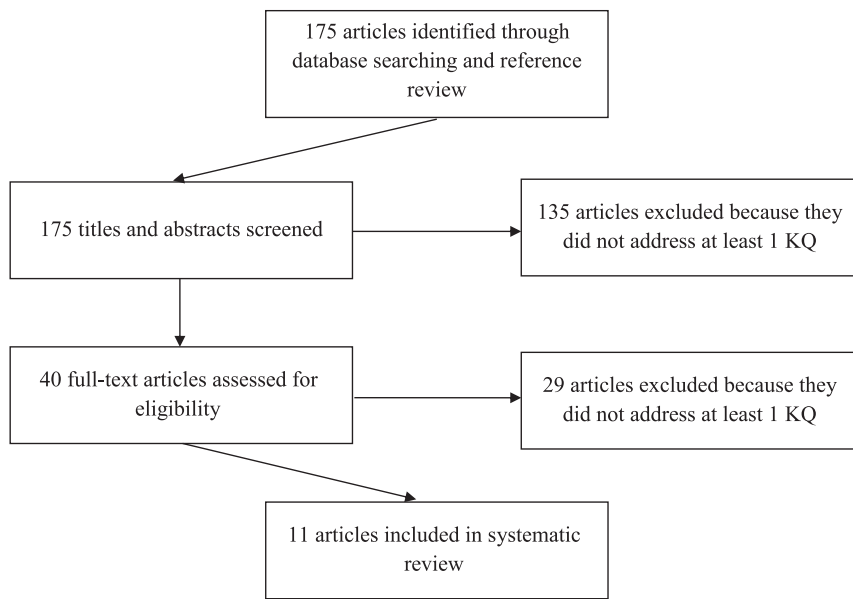 175 articles identified through
database searching and reference
review
175 titles and abstracts screened
135 articles excluded because they
did not address at least 1 KQ
40 full-text articles assessed for
eligibility
29 articles excluded because they
did not address at least 1 KQ
11 articles included in systematic
review